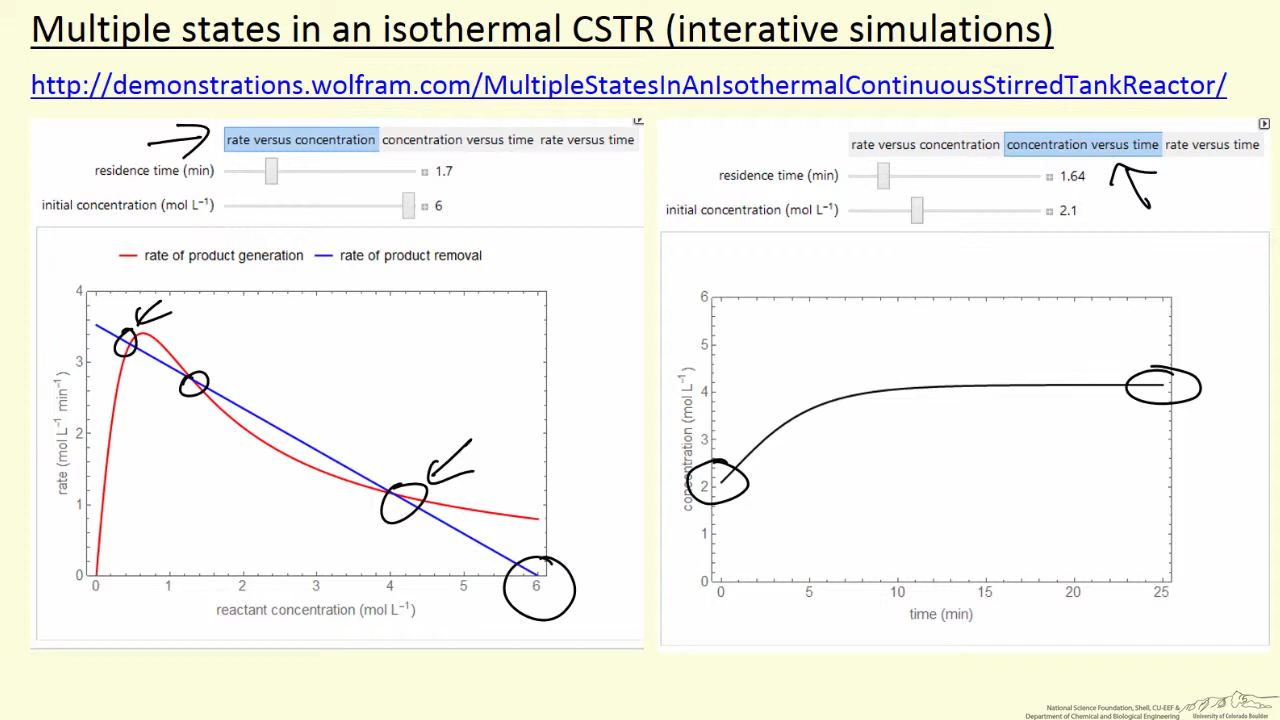 Multiple states in an isothermal CSTR (interative simulations)
http://demonstrations.wolfram.com/MultipleStatesInAnIsothermalContinuousStirredTankReactor/
rate versus concentration concentration versus time rate versus time
residence time (min) 1.7
initial concentration (mol L⁻¹) 6
rate of product generation rate of product removal
4
3
2
1
0
rate (mol L⁻¹ min⁻¹)
0 1 2 3 4 5 6
reactant concentration (mol L⁻¹)
rate versus concentration concentration versus time rate versus time
residence time (min) 1.64
initial concentration (mol L⁻¹) 2.1
6
5
4
3
2
1
0
concentration (mol L⁻¹)
0 5 10 15 20 25
time (min)
National Science Foundation, Shell, CU-EEF &
Department of Chemical and Biological Engineering
University of Colorado Boulder